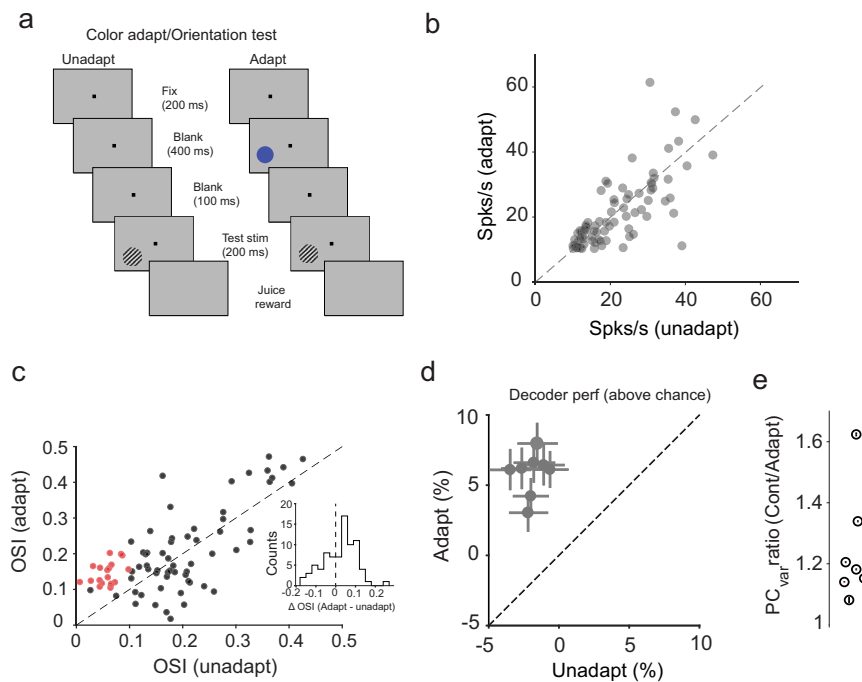 a
Color adapt/Orientation test
Unadapt
Adapt
Fix
(200 ms)
Blank
(400 ms)
Blank
(100 ms)
Test stim
(200 ms)
Juice
reward
b
Spks/s (adapt)
60
40
20
0
0 20 40 60
Spks/s (unadapt)
c
OSI (adapt)
0.5
0.4
0.3
0.2
0.1
0
0 0.1 0.2 0.3 0.4 0.5
OSI (unadapt)
Counts
20
15
10
5
0
-0.2 0 0.2
Δ OSI (Adapt - unadapt)
d
Decoder perf (above chance)
Adapt (%)
10
5
0
-5
-5 0 5 10
Unadapt (%)
e
PCvar ratio (Cont/Adapt)
1.6
1.4
1.2
1